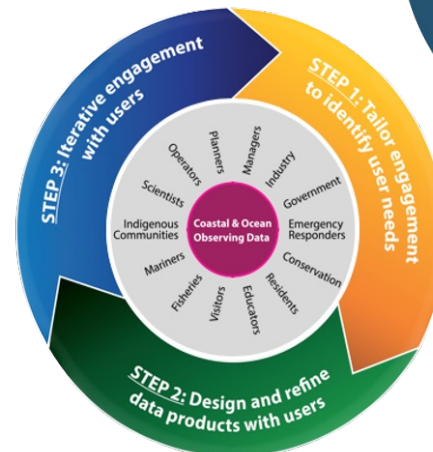 STEP 1: Tailor engagement
to identify user needs
STEP 2: Design and refine
data products with users
STEP 3: Iterative engagement
with users
Coastal & Ocean
Observing Data
Managers
Industry
Government
Emergency
Responders
Conservation
Residents
Educators
Visitors
Fisheries
Mariners
Indigenous
Communities
Scientists
Operators
Planners